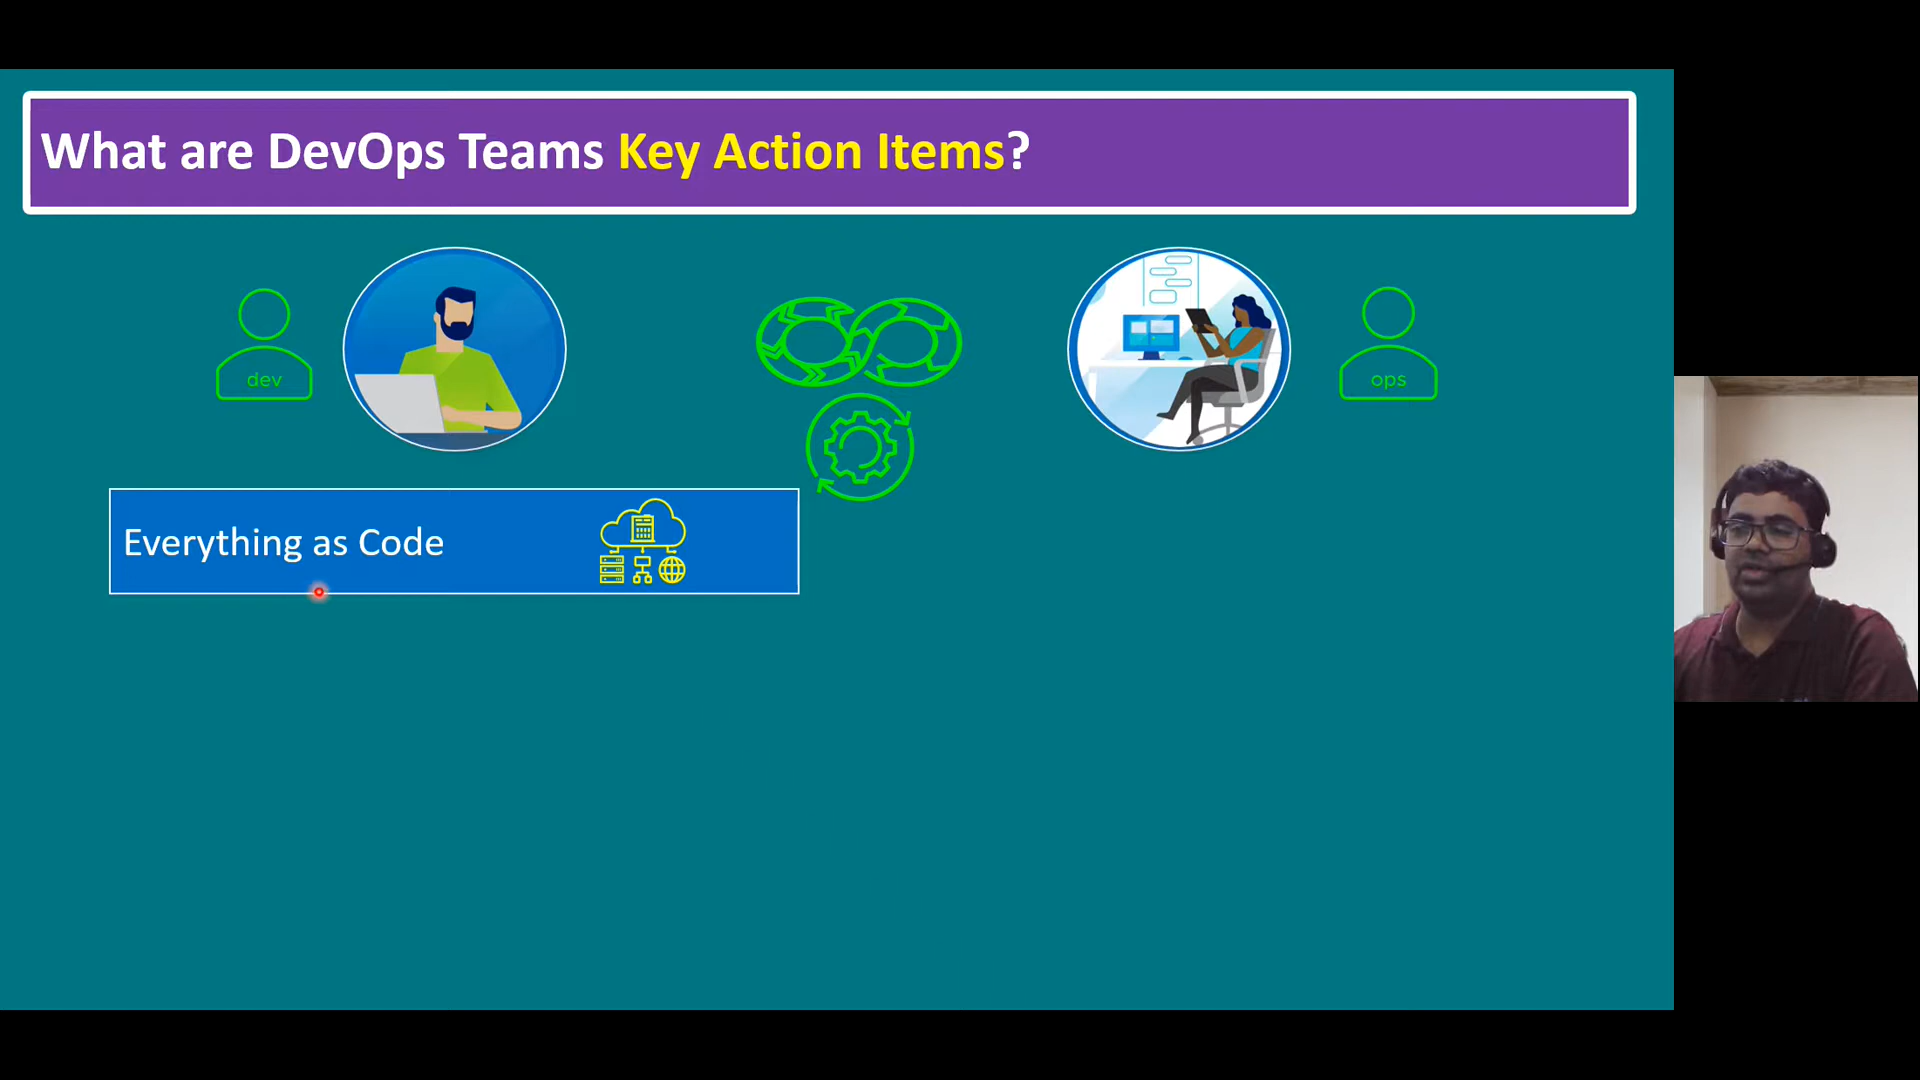 What are DevOps Teams Key Action Items?
dev
ops
Everything as Code